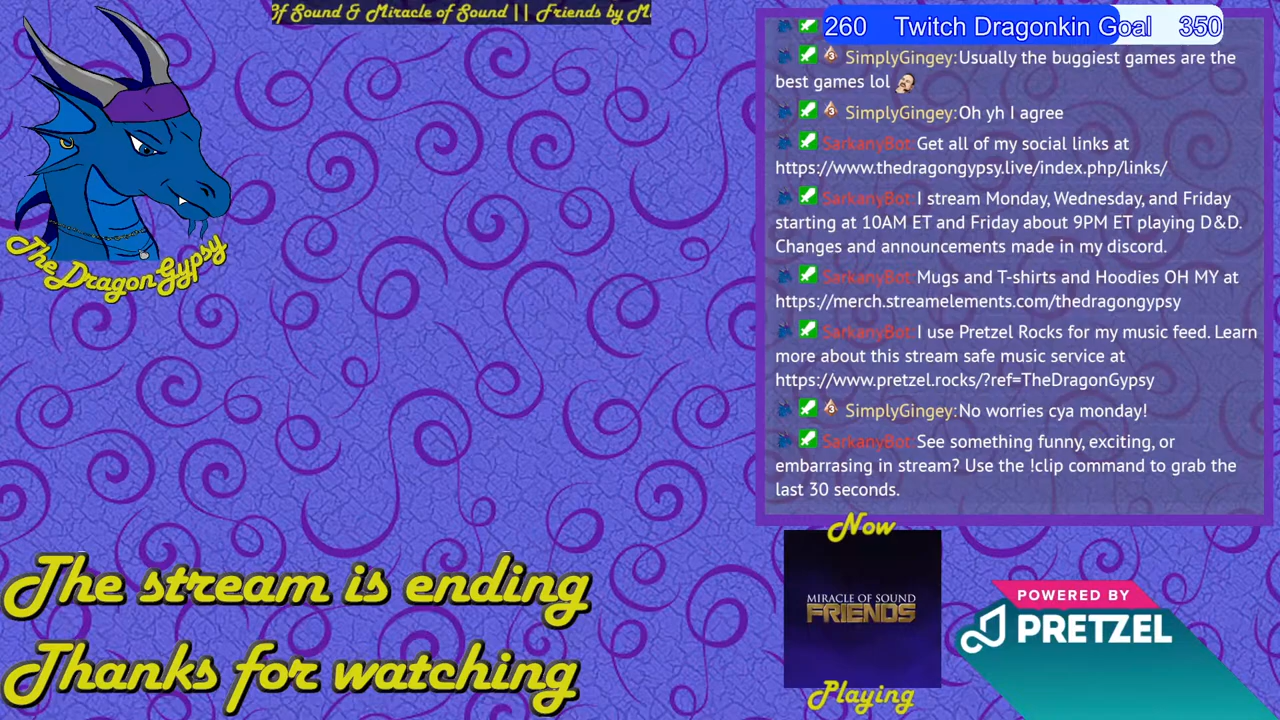 Of Sound & Miracle of Sound || Friends by M
260 Twitch Dragonkin Goal 350
SimplyGingey: Usually the buggiest games are the
best games lol
SimplyGingey: Oh yh I agree
SarkanyBot Get all of my social links at
https://www.thedragongypsy.live/index.php/links/
SarkanyBot I stream Monday, Wednesday, and Friday
starting at 10AM ET and Friday about 9PM ET playing D&D.
Changes and announcements made in my discord.
SarkanyBot Mugs and T-shirts and Hoodies OH MY at
https://merch.streamelements.com/thedragongypsy
SarkanyBot I use Pretzel Rocks for my music feed. Learn
more about this stream safe music service at
https://www.pretzel.rocks/?ref=TheDragonGypsy
SimplyGingey: No worries cya monday!
SarkanyBot See something funny, exciting, or
embarrasing in stream? Use the !clip command to grab the
last 30 seconds.
TheDragonGypsy
The stream is ending
Thanks for watching
Now
MIRACLE OF SOUND
FRIENDS
Playing
POWERED BY
PRETZEL